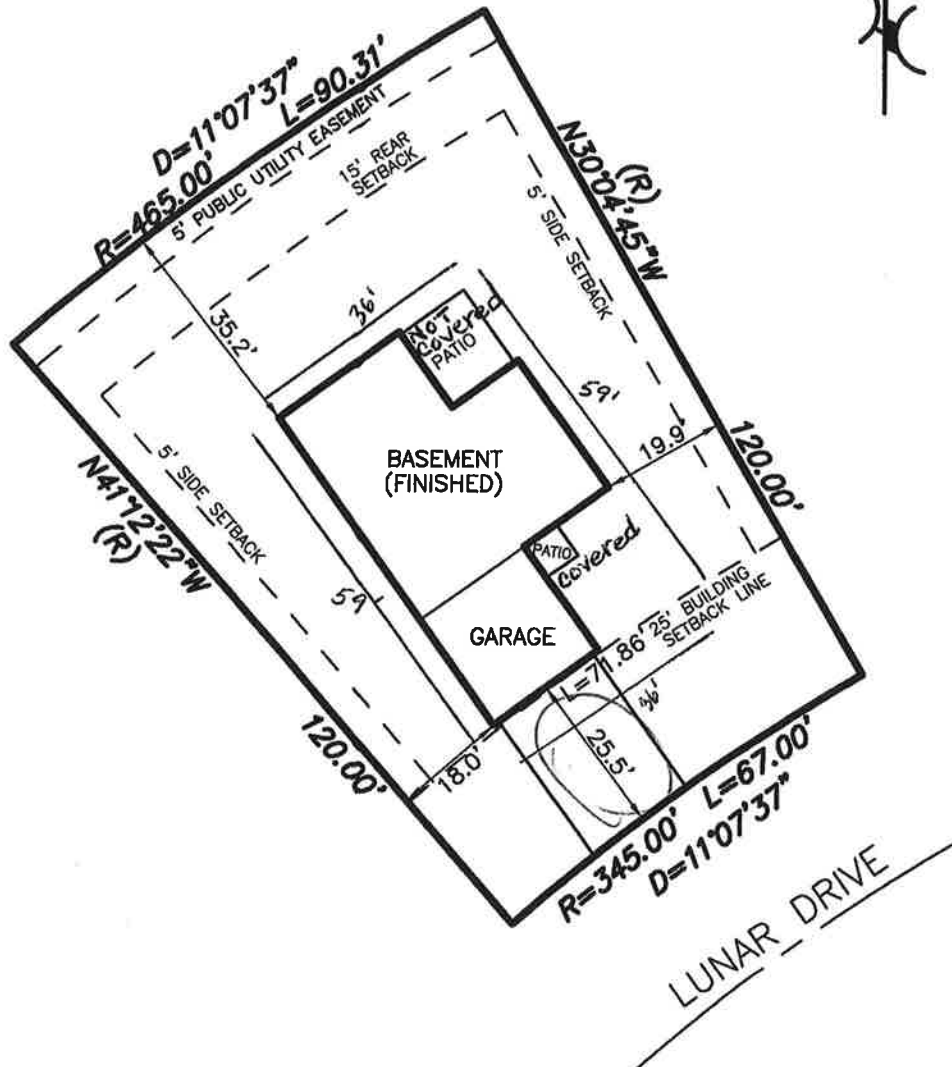 D=11°07'37"
L=90.31'
R=465.00'
5' PUBLIC UTILITY EASEMENT
15' REAR
SETBACK
(R)
N30°04'45"W
5' SIDE SETBACK
36'
35.2'
NOT
Covered
PATIO
59'
BASEMENT
(FINISHED)
19.9'
120.00'
N41°12'22"W
(R)
5' SIDE SETBACK
PATIO
covered
59
GARAGE
L=71.86'
25' BUILDING
SETBACK LINE
36'
120.00'
18.0'
25.5'
R=345.00' L=67.00'
D=11°07'37"
LUNAR DRIVE